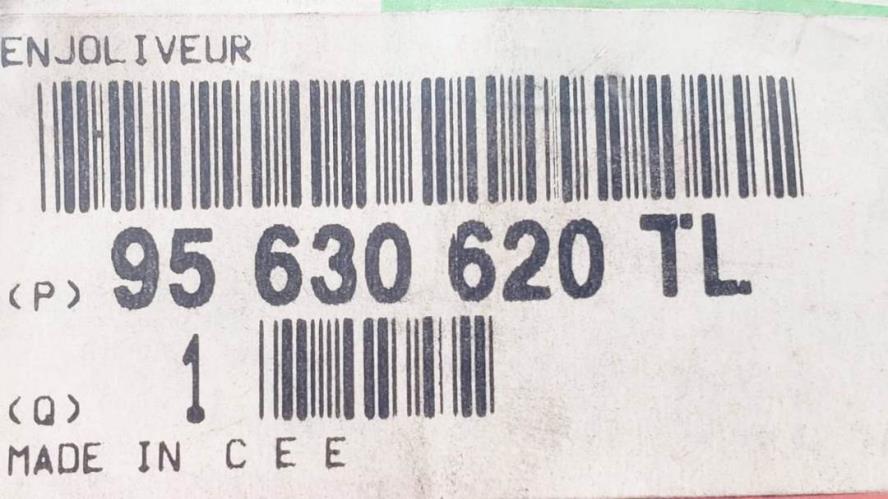 ENJOLIVEUR
(P) 95 630 620 TL
(Q) 1
MADE IN C E E